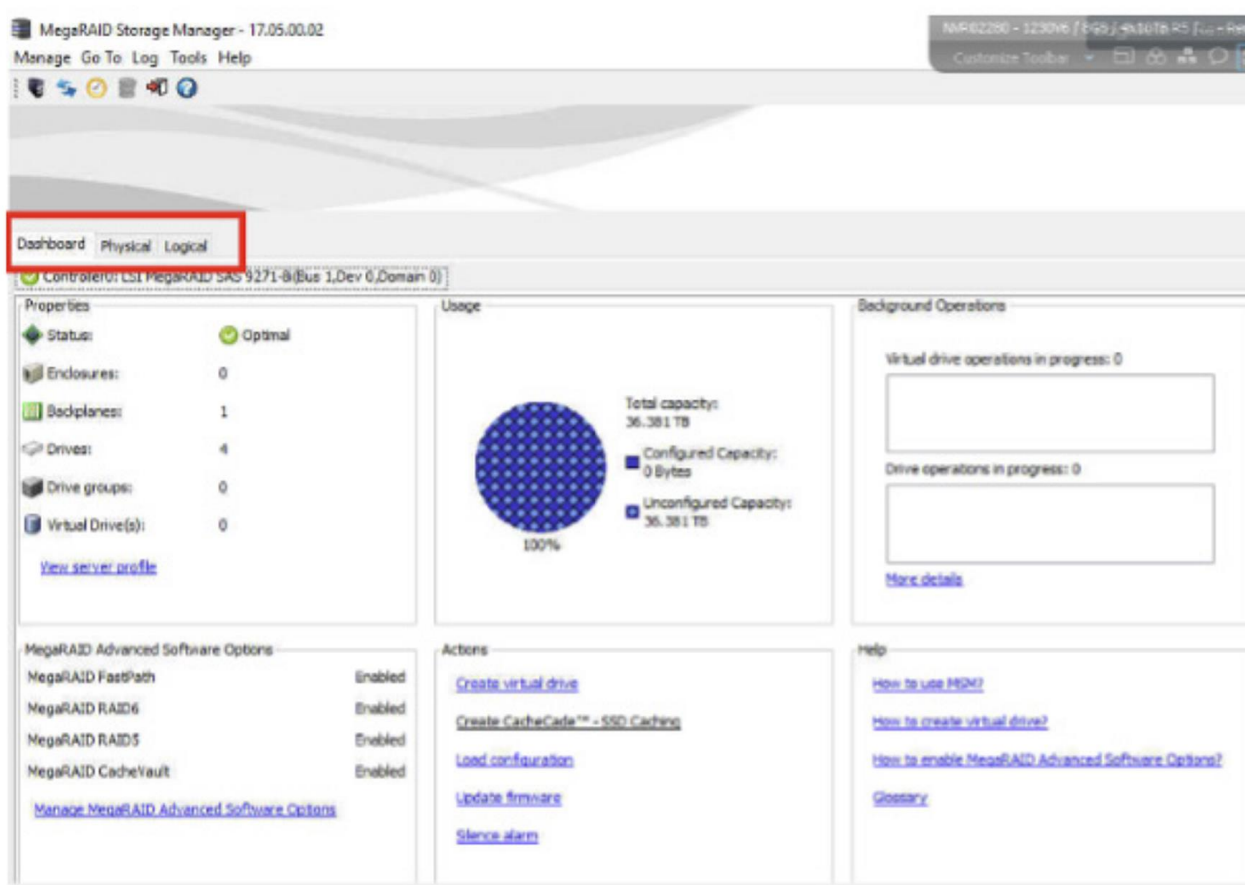 MegaRAID Storage Manager - 17.05.00.02
Manage Go To Log Tools Help
NVR02280 - 1230V6 / 8GB / 4x10TB R5
Customize Toolbar
Dashboard Physical Logical
Controller0: LSI MegaRAID SAS 9271-8i(Bus 1,Dev 0,Domain 0)
Properties
Status: Optimal
Enclosures: 0
Backplanes: 1
Drives: 4
Drive groups: 0
Virtual Drive(s): 0
View server profile
Usage
Total capacity:
36.381 TB
Configured Capacity:
0 Bytes
Unconfigured Capacity:
36.381 TB
100%
Background Operations
Virtual drive operations in progress: 0
Drive operations in progress: 0
More details
MegaRAID Advanced Software Options
MegaRAID FastPath Enabled
MegaRAID RAID6 Enabled
MegaRAID RAID5 Enabled
MegaRAID CacheVault Enabled
Manage MegaRAID Advanced Software Options
Actions
Create virtual drive
Create CacheCade™ - SSD Caching
Load configuration
Update firmware
Silence alarm
Help
How to use MSM?
How to create virtual drive?
How to enable MegaRAID Advanced Software Options?
Glossary